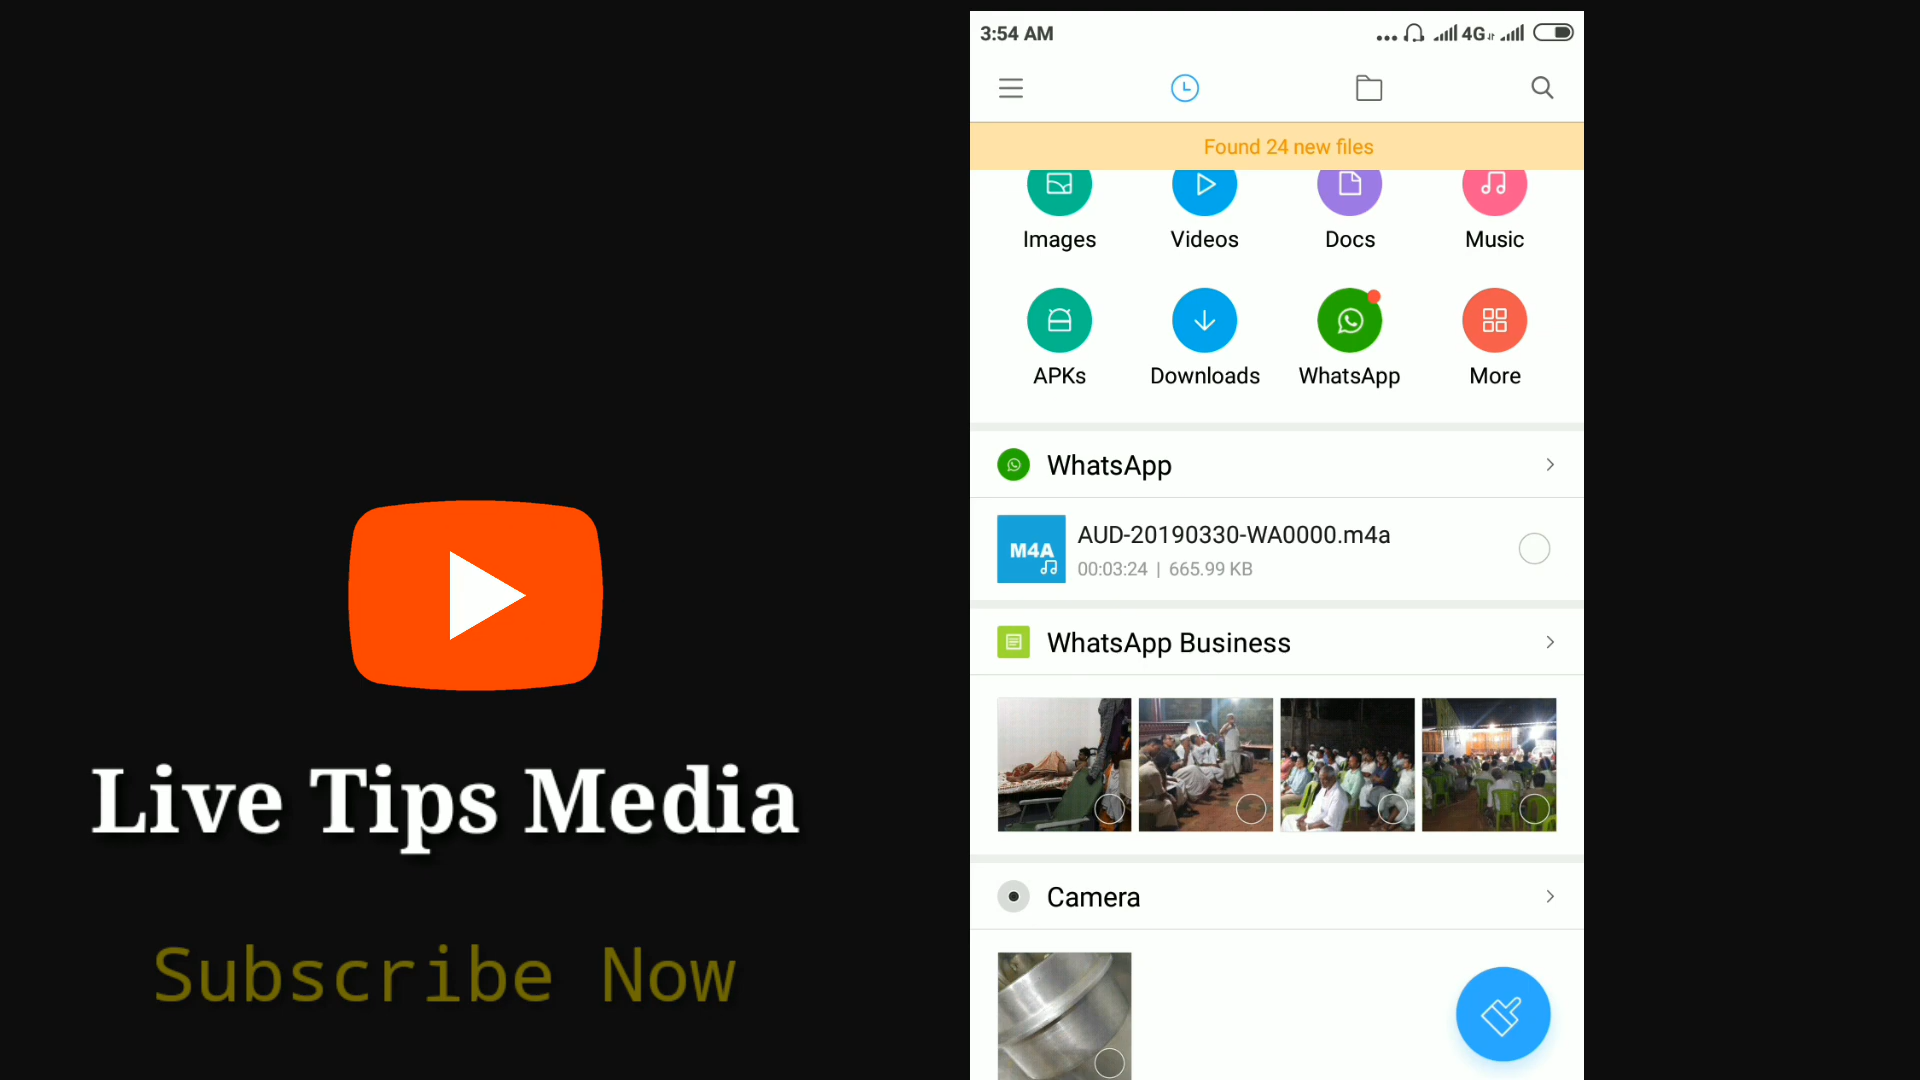 Live Tips Media
Subscribe Now
3:54 AM
4G
Found 24 new files
Images
Videos
Docs
Music
APKs
Downloads
WhatsApp
More
WhatsApp
M4A
AUD-20190330-WA0000.m4a
00:03:24 | 665.99 KB
WhatsApp Business
Camera